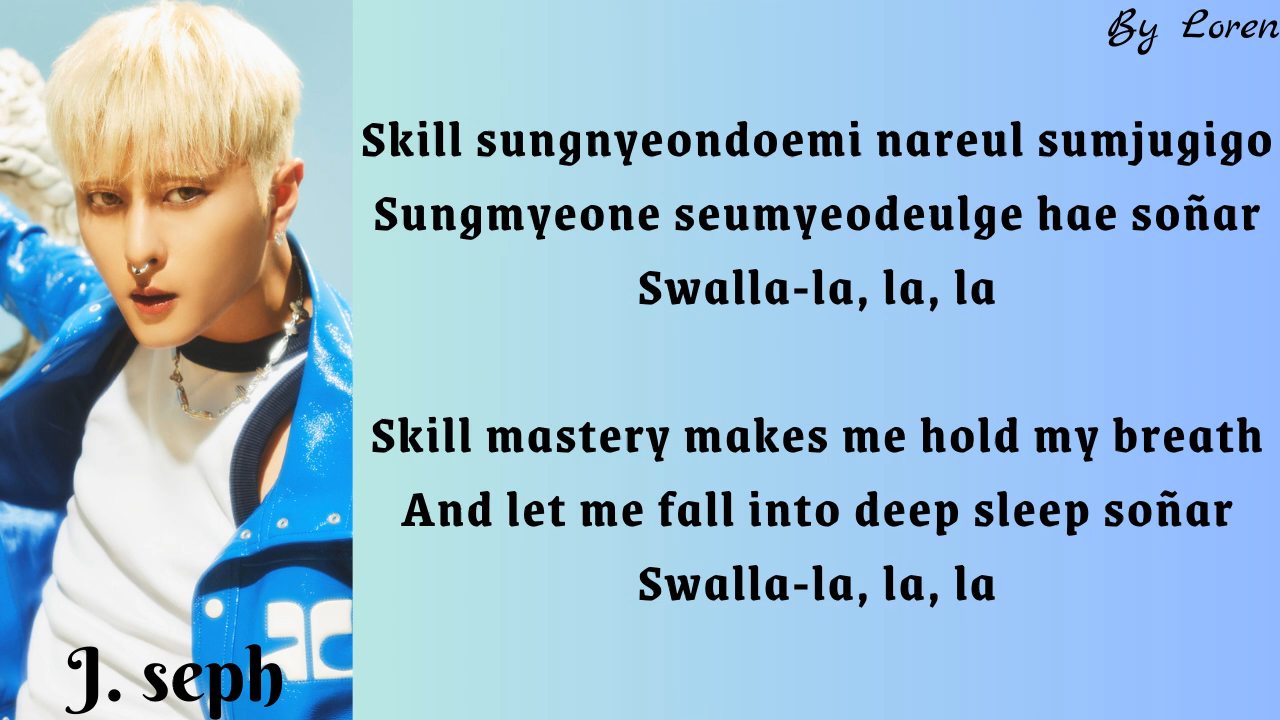 By Loren
Skill sungnyeondoemi nareul sumjugigo
Sungmyeone seumyeodeulge hae soñar
Swalla-la, la, la
Skill mastery makes me hold my breath
And let me fall into deep sleep soñar
Swalla-la, la, la
J. seph